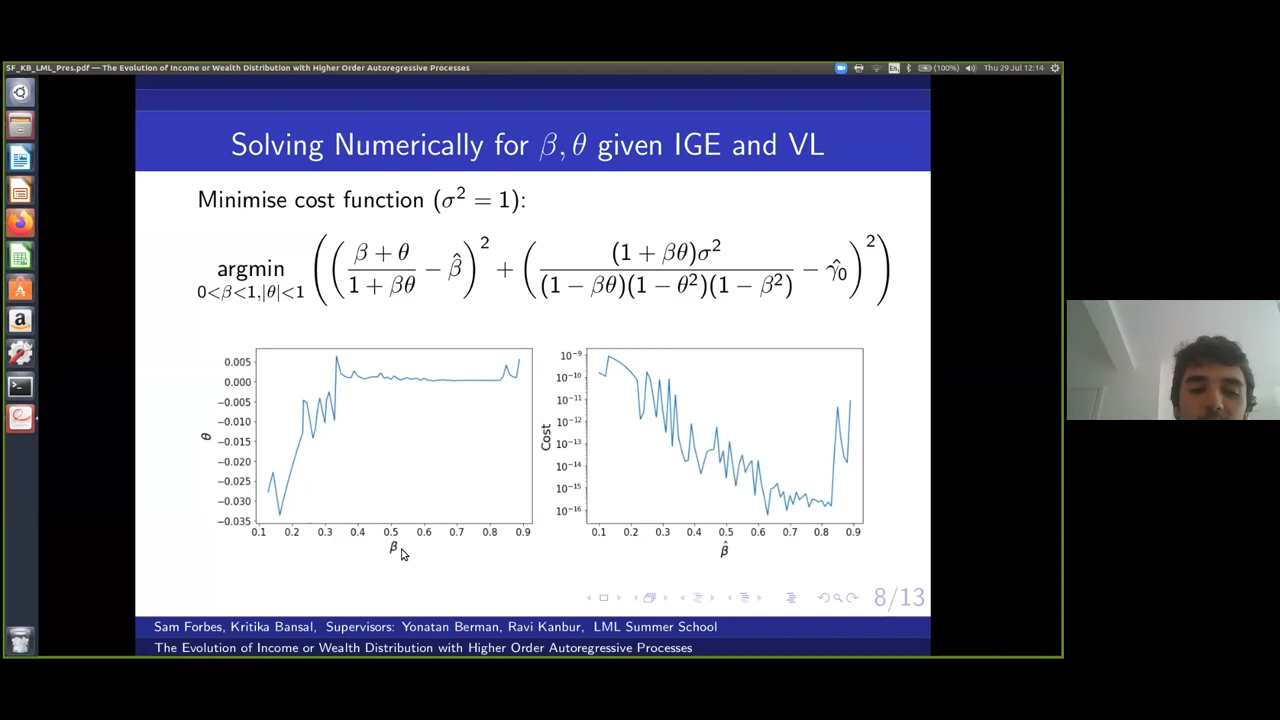 SF_KB_LML_Pres.pdf — The Evolution of Income or Wealth Distribution with Higher Order Autoregressive Processes
(100%) Thu 29 Jul 12:14
Solving Numerically for β, θ given IGE and VL
Minimise cost function (σ² = 1):
argmin 0<β<1,|θ|<1 ( ( (β + θ) / (1 + βθ) − β̂ )² + ( (1 + βθ)σ² / (1 − βθ)(1 − θ²)(1 − β²) − γ̂₀ )² )
0.005
0.000
−0.005
−0.010
−0.015
−0.020
−0.025
−0.030
−0.035
θ
0.1 0.2 0.3 0.4 0.5 0.6 0.7 0.8 0.9
β
10⁻⁹
10⁻¹⁰
10⁻¹¹
10⁻¹²
10⁻¹³
10⁻¹⁴
10⁻¹⁵
10⁻¹⁶
Cost
0.1 0.2 0.3 0.4 0.5 0.6 0.7 0.8 0.9
β̂
8/13
Sam Forbes, Kritika Bansal, Supervisors: Yonatan Berman, Ravi Kanbur, LML Summer School
The Evolution of Income or Wealth Distribution with Higher Order Autoregressive Processes